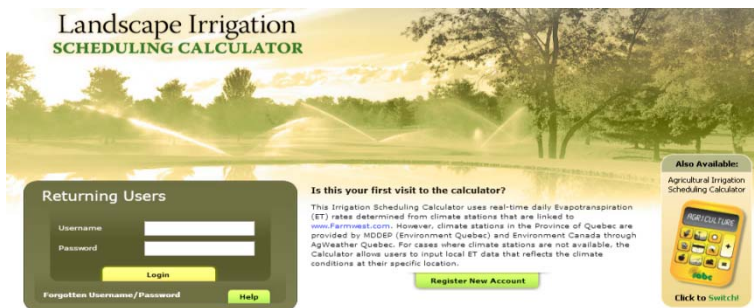 Landscape Irrigation
SCHEDULING CALCULATOR
Returning Users
Username
Password
Login
Forgotten Username/Password
Help
Is this your first visit to the calculator?
This Irrigation Scheduling Calculator uses real-time daily Evapotranspiration
(ET) rates determined from climate stations that are linked to
www.Farmwest.com. However, climate stations in the Province of Quebec are
provided by MDDEP (Environment Quebec) and Environment Canada through
AgWeather Quebec. For cases where climate stations are not available, the
Calculator allows users to input local ET data that reflects the climate
conditions at their specific location.
Register New Account
Also Available:
Agricultural Irrigation
Scheduling Calculator
AGRICULTURE
iabc
Click to Switch!